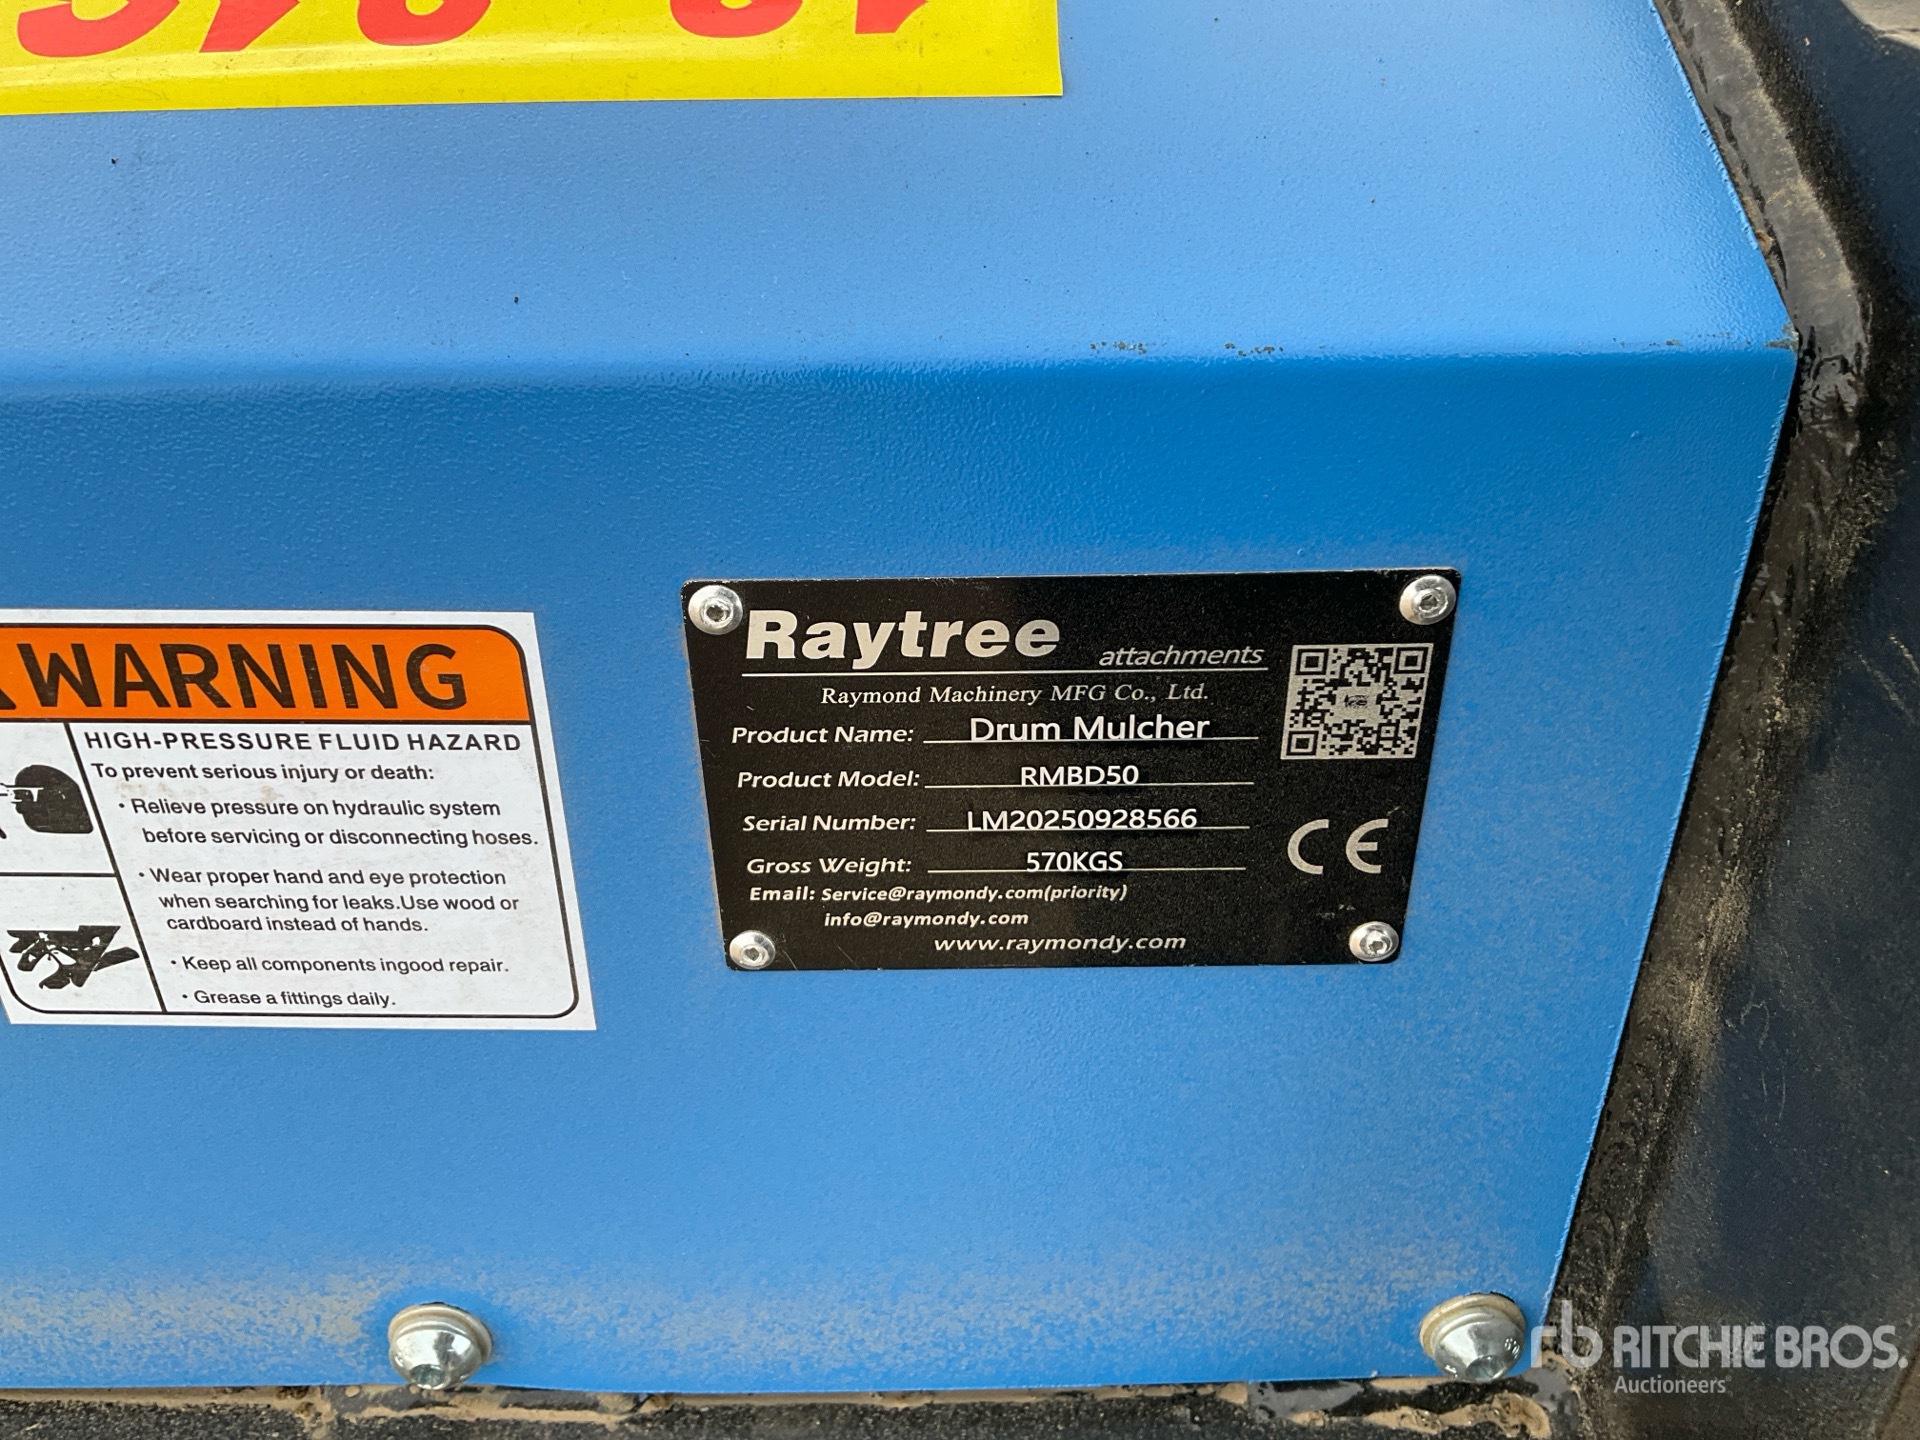 WARNING
HIGH-PRESSURE FLUID HAZARD
To prevent serious injury or death:
• Relieve pressure on hydraulic system
before servicing or disconnecting hoses.
• Wear proper hand and eye protection
when searching for leaks.Use wood or
cardboard instead of hands.
• Keep all components ingood repair.
• Grease a fittings daily.
Raytree attachments
Raymond Machinery MFG Co., Ltd.
Product Name: Drum Mulcher
Product Model: RMBD50
Serial Number: LM20250928566
Gross Weight: 570KGS
Email: Service@raymondy.com(priority)
info@raymondy.com
www.raymondy.com
CE
rb RITCHIE BROS.
Auctioneers